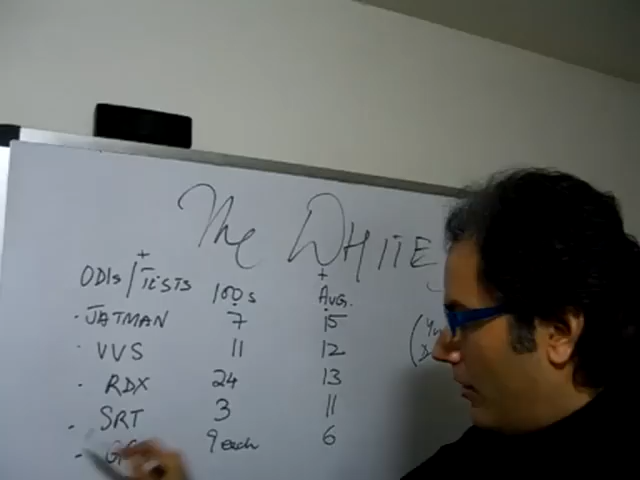 The WHITE
ODIs / TESTS 100s Avg.
+ +
· JATMAN 7 15
· VVS 11 12
· RDX 24 13
· SRT 3 11
· 9 each 6